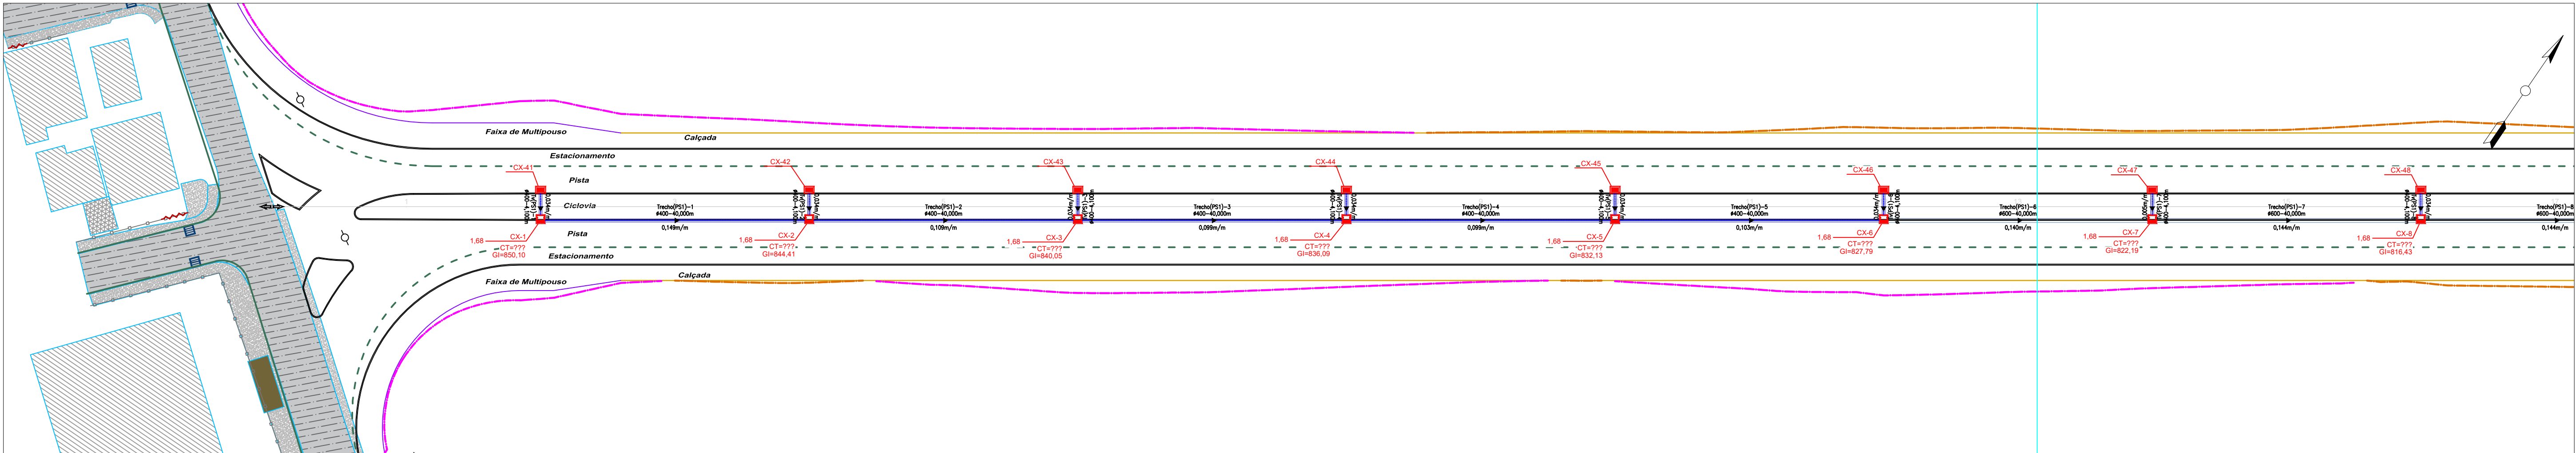 Faixa de Multipouso
Calçada
Estacionamento
Pista
Ciclovia
Pista
Estacionamento
Calçada
Faixa de Multipouso
CX-41
CX-42
CX-43
CX-44
CX-45
CX-46
CX-47
CX-48
Trecho(PS1)-1
#400-40,000m
0,149m/m
Trecho(PS1)-2
#400-40,000m
0,109m/m
Trecho(PS1)-3
#400-40,000m
0,099m/m
Trecho(PS1)-4
#400-40,000m
0,099m/m
Trecho(PS1)-5
#400-40,000m
0,103m/m
Trecho(PS1)-6
#600-40,000m
0,140m/m
Trecho(PS1)-7
#600-40,000m
0,144m/m
Trecho(PS1)-8
#600-40,000m
0,144m/m
1,68 CX-1
CT=???
GI=850,10
1,68 CX-2
CT=???
GI=844,41
1,68 CX-3
CT=???
GI=840,05
1,68 CX-4
CT=???
GI=836,09
1,68 CX-5
CT=???
GI=832,13
1,68 CX-6
CT=???
GI=827,79
1,68 CX-7
CT=???
GI=822,19
1,68 CX-8
CT=???
GI=816,43